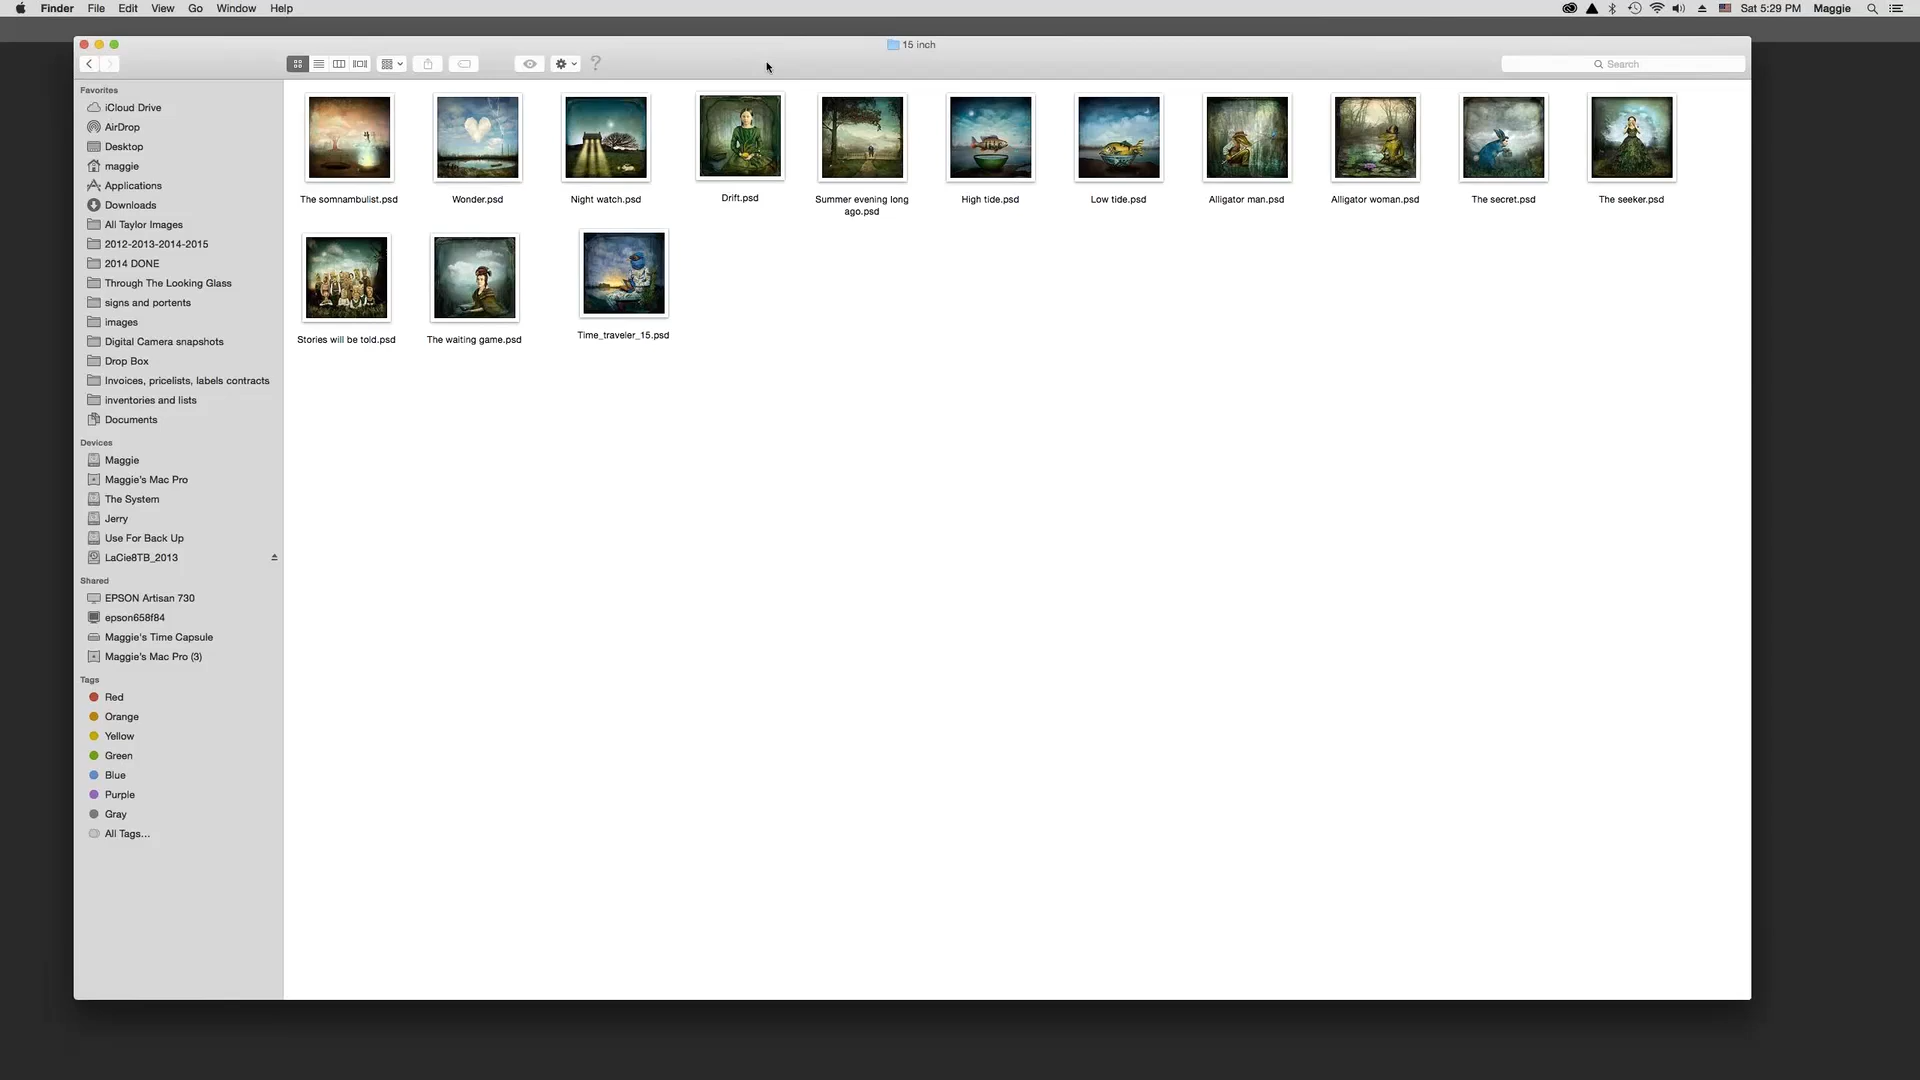 Finder File Edit View Go Window Help
Sat 5:29 PM Maggie
15 inch
? Search
Favorites
iCloud Drive
AirDrop
Desktop
maggie
Applications
Downloads
All Taylor Images
2012-2013-2014-2015
2014 DONE
Through The Looking Glass
signs and portents
images
Digital Camera snapshots
Drop Box
Invoices, pricelists, labels contracts
inventories and lists
Documents
Devices
Maggie
Maggie's Mac Pro
The System
Jerry
Use For Back Up
LaCie8TB_2013
Shared
EPSON Artisan 730
epson658f84
Maggie's Time Capsule
Maggie's Mac Pro (3)
Tags
Red
Orange
Yellow
Green
Blue
Purple
Gray
All Tags...
The somnambulist.psd
Wonder.psd
Night watch.psd
Drift.psd
Summer evening long
ago.psd
High tide.psd
Low tide.psd
Alligator man.psd
Alligator woman.psd
The secret.psd
The seeker.psd
Stories will be told.psd
The waiting game.psd
Time_traveler_15.psd